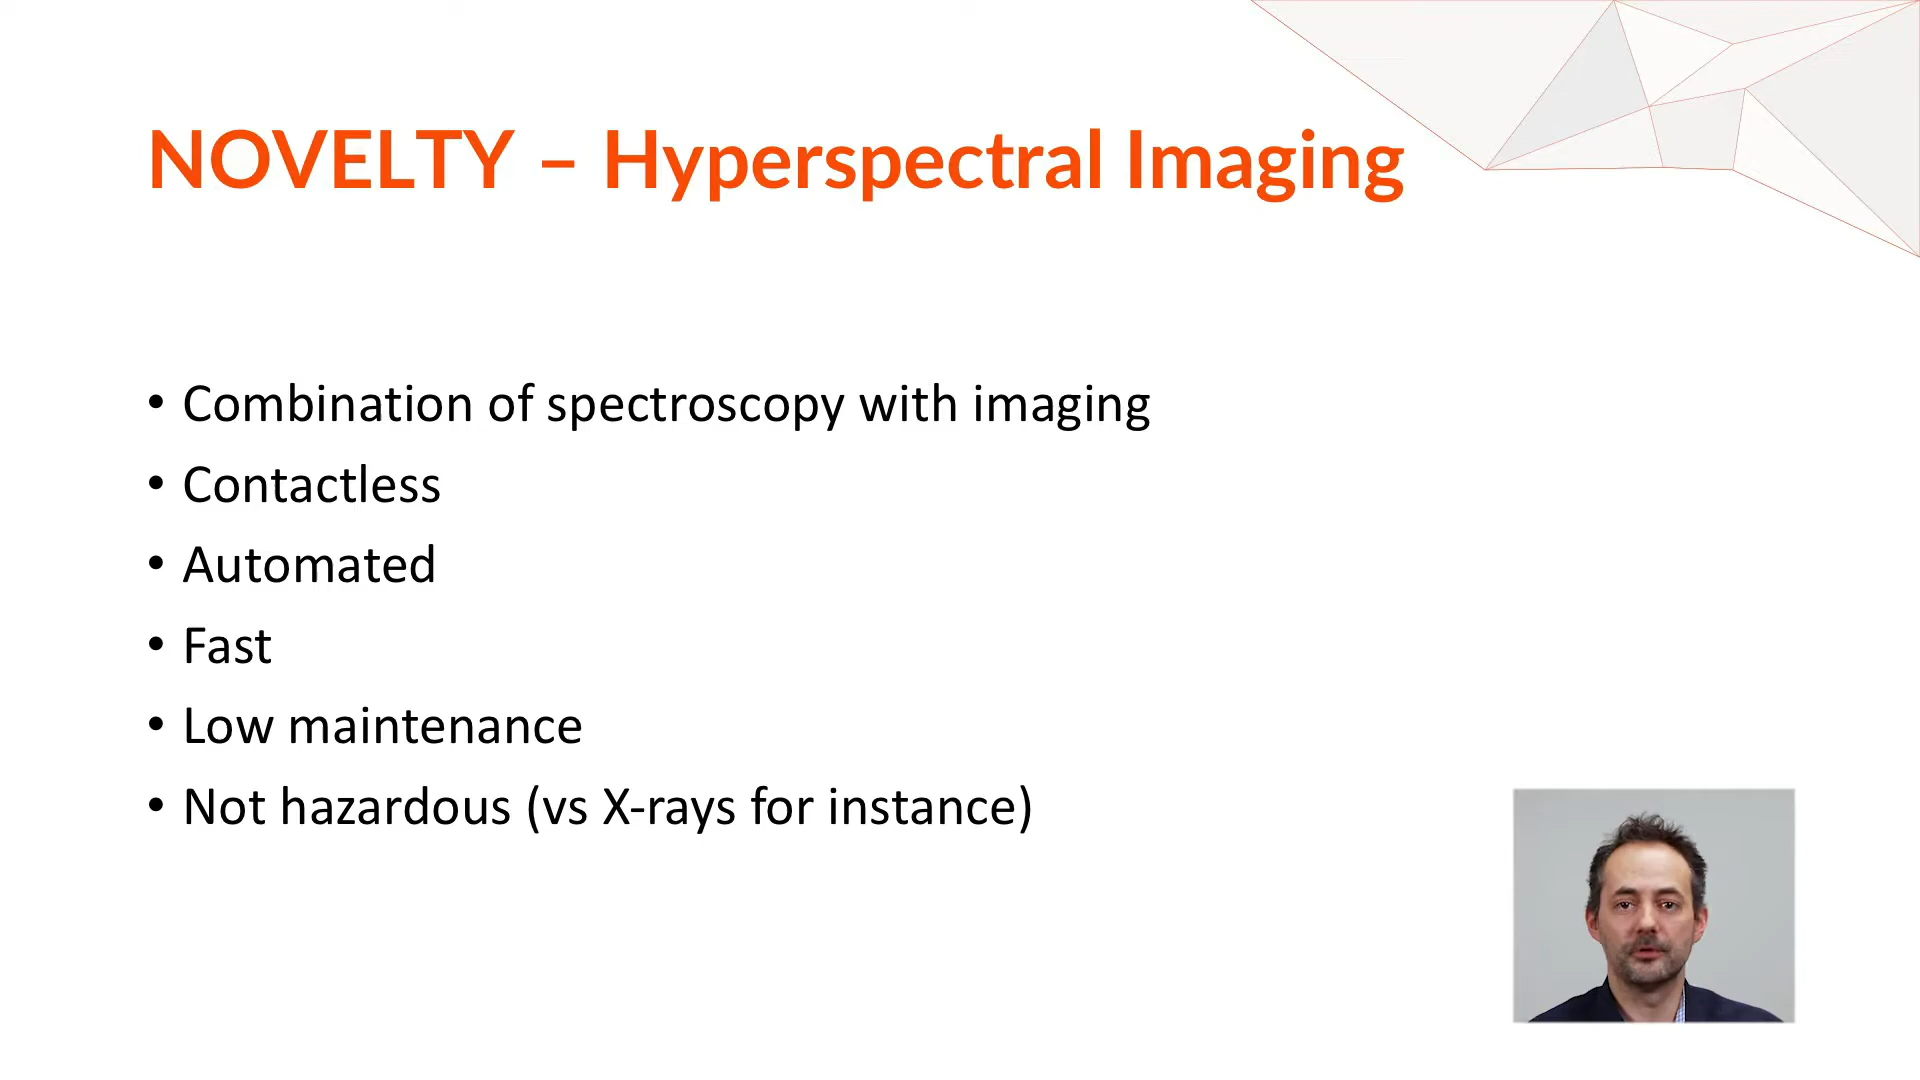 NOVELTY – Hyperspectral Imaging
• Combination of spectroscopy with imaging
• Contactless
• Automated
• Fast
• Low maintenance
• Not hazardous (vs X-rays for instance)